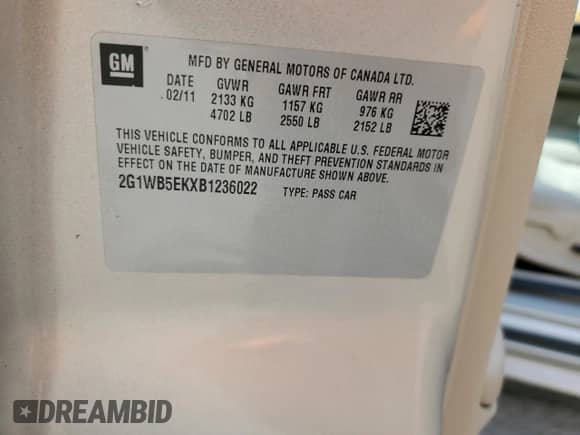 GM
MFD BY GENERAL MOTORS OF CANADA LTD.
DATE GVWR GAWR FRT GAWR RR
02/11 2133 KG 1157 KG 976 KG
4702 LB 2550 LB 2152 LB
THIS VEHICLE CONFORMS TO ALL APPLICABLE U.S. FEDERAL MOTOR
VEHICLE SAFETY, BUMPER, AND THEFT PREVENTION STANDARDS IN
EFFECT ON THE DATE OF MANUFACTURE SHOWN ABOVE.
2G1WB5EKXB1236022 TYPE: PASS CAR
DREAMBID